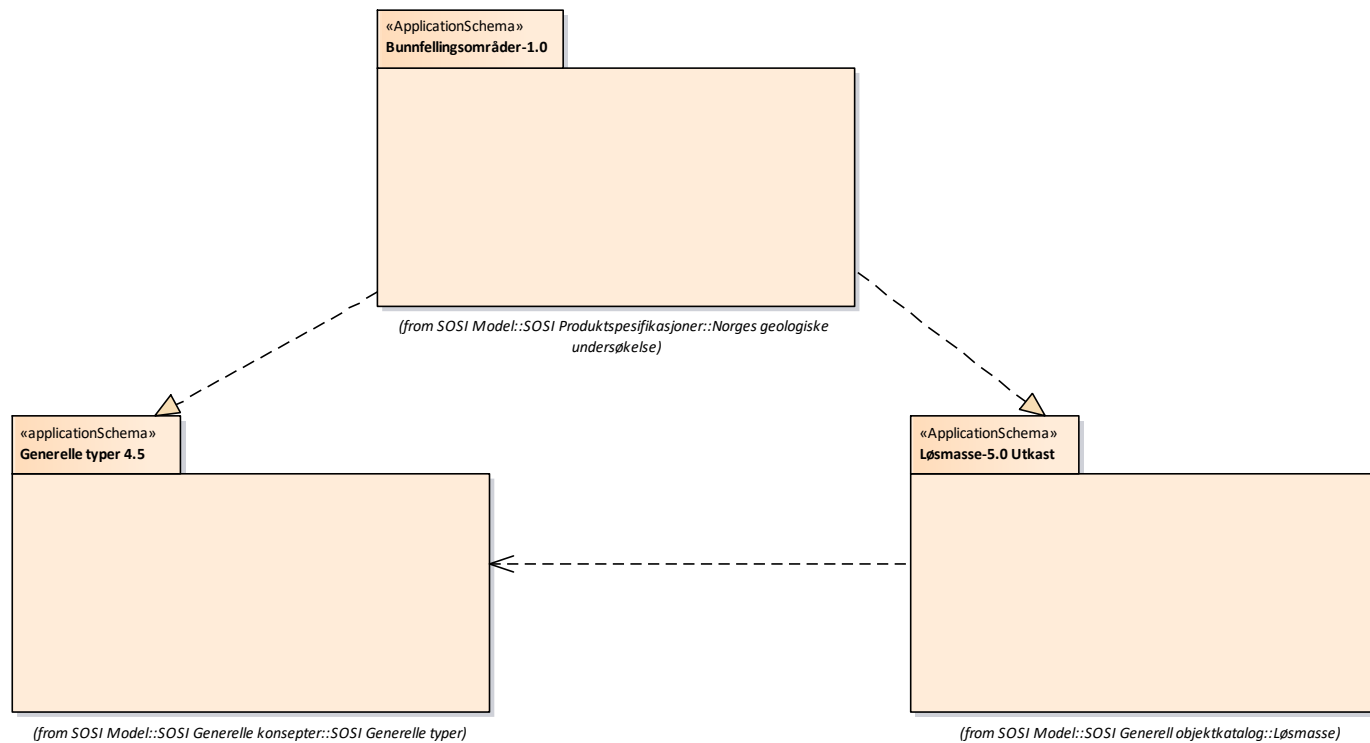 «ApplicationSchema»
Bunnfellingsområder-1.0
(from SOSI Model::SOSI Produktspesifikasjoner::Norges geologiske
undersøkelse)
«applicationSchema»
Generelle typer 4.5
(from SOSI Model::SOSI Generelle konsepter::SOSI Generelle typer)
«ApplicationSchema»
Løsmasse-5.0 Utkast
(from SOSI Model::SOSI Generell objektkatalog::Løsmasse)